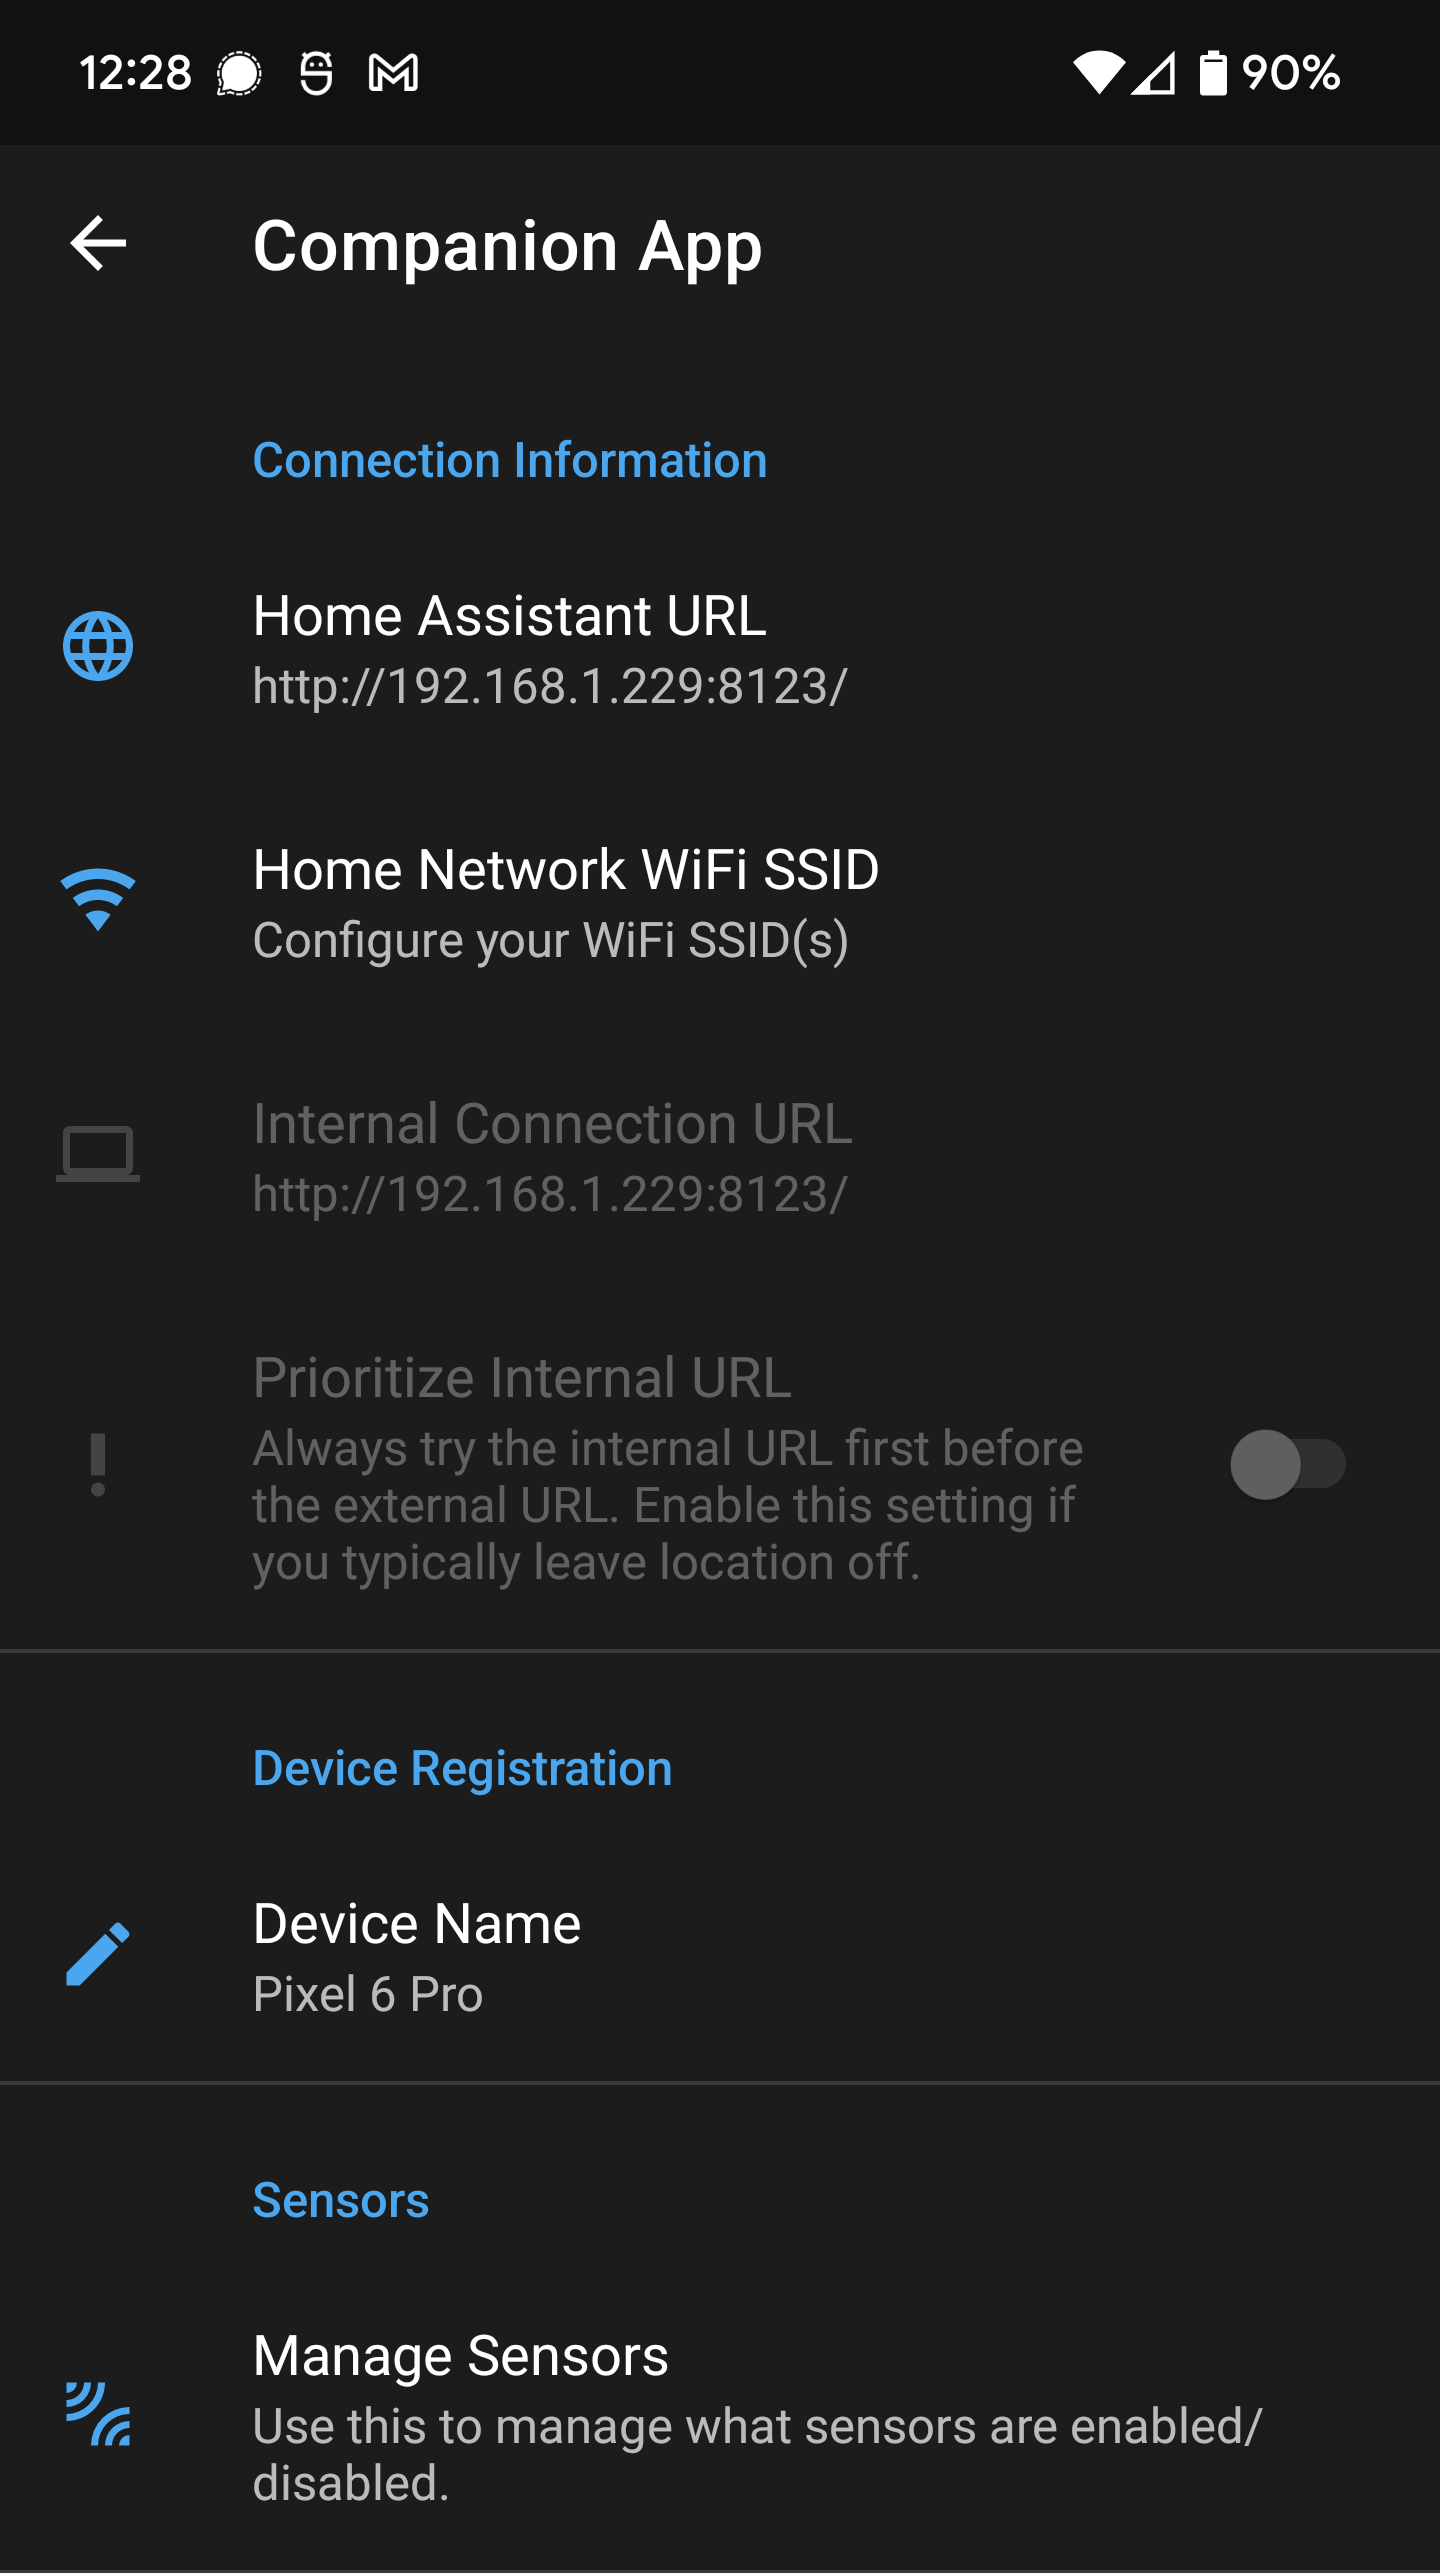 12:28
90%
Companion App
Connection Information
Home Assistant URL
http://192.168.1.229:8123/
Home Network WiFi SSID
Configure your WiFi SSID(s)
Internal Connection URL
http://192.168.1.229:8123/
Prioritize Internal URL
Always try the internal URL first before
the external URL. Enable this setting if
you typically leave location off.
Device Registration
Device Name
Pixel 6 Pro
Sensors
Manage Sensors
Use this to manage what sensors are enabled/
disabled.